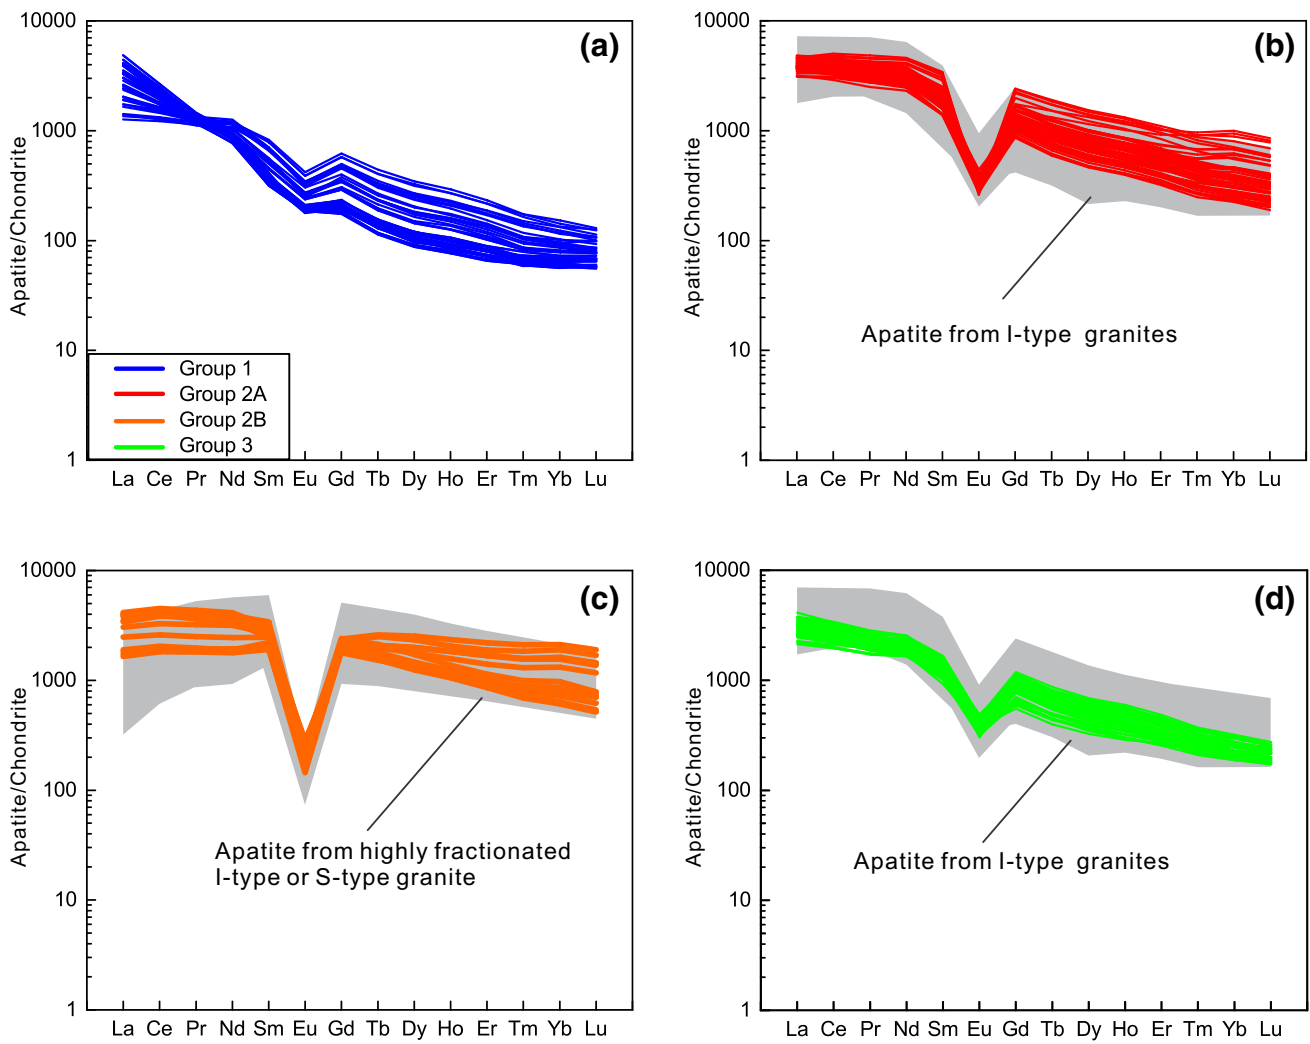 (a)
10000
1000
100
10
1
Apatite/Chondrite
Group 1
Group 2A
Group 2B
Group 3
La Ce Pr Nd Sm Eu Gd Tb Dy Ho Er Tm Yb Lu
(b)
10000
1000
100
10
1
Apatite/Chondrite
Apatite from I-type granites
La Ce Pr Nd Sm Eu Gd Tb Dy Ho Er Tm Yb Lu
(c)
10000
1000
100
10
1
Apatite/Chondrite
Apatite from highly fractionated
I-type or S-type granite
La Ce Pr Nd Sm Eu Gd Tb Dy Ho Er Tm Yb Lu
(d)
10000
1000
100
10
1
Apatite/Chondrite
Apatite from I-type granites
La Ce Pr Nd Sm Eu Gd Tb Dy Ho Er Tm Yb Lu